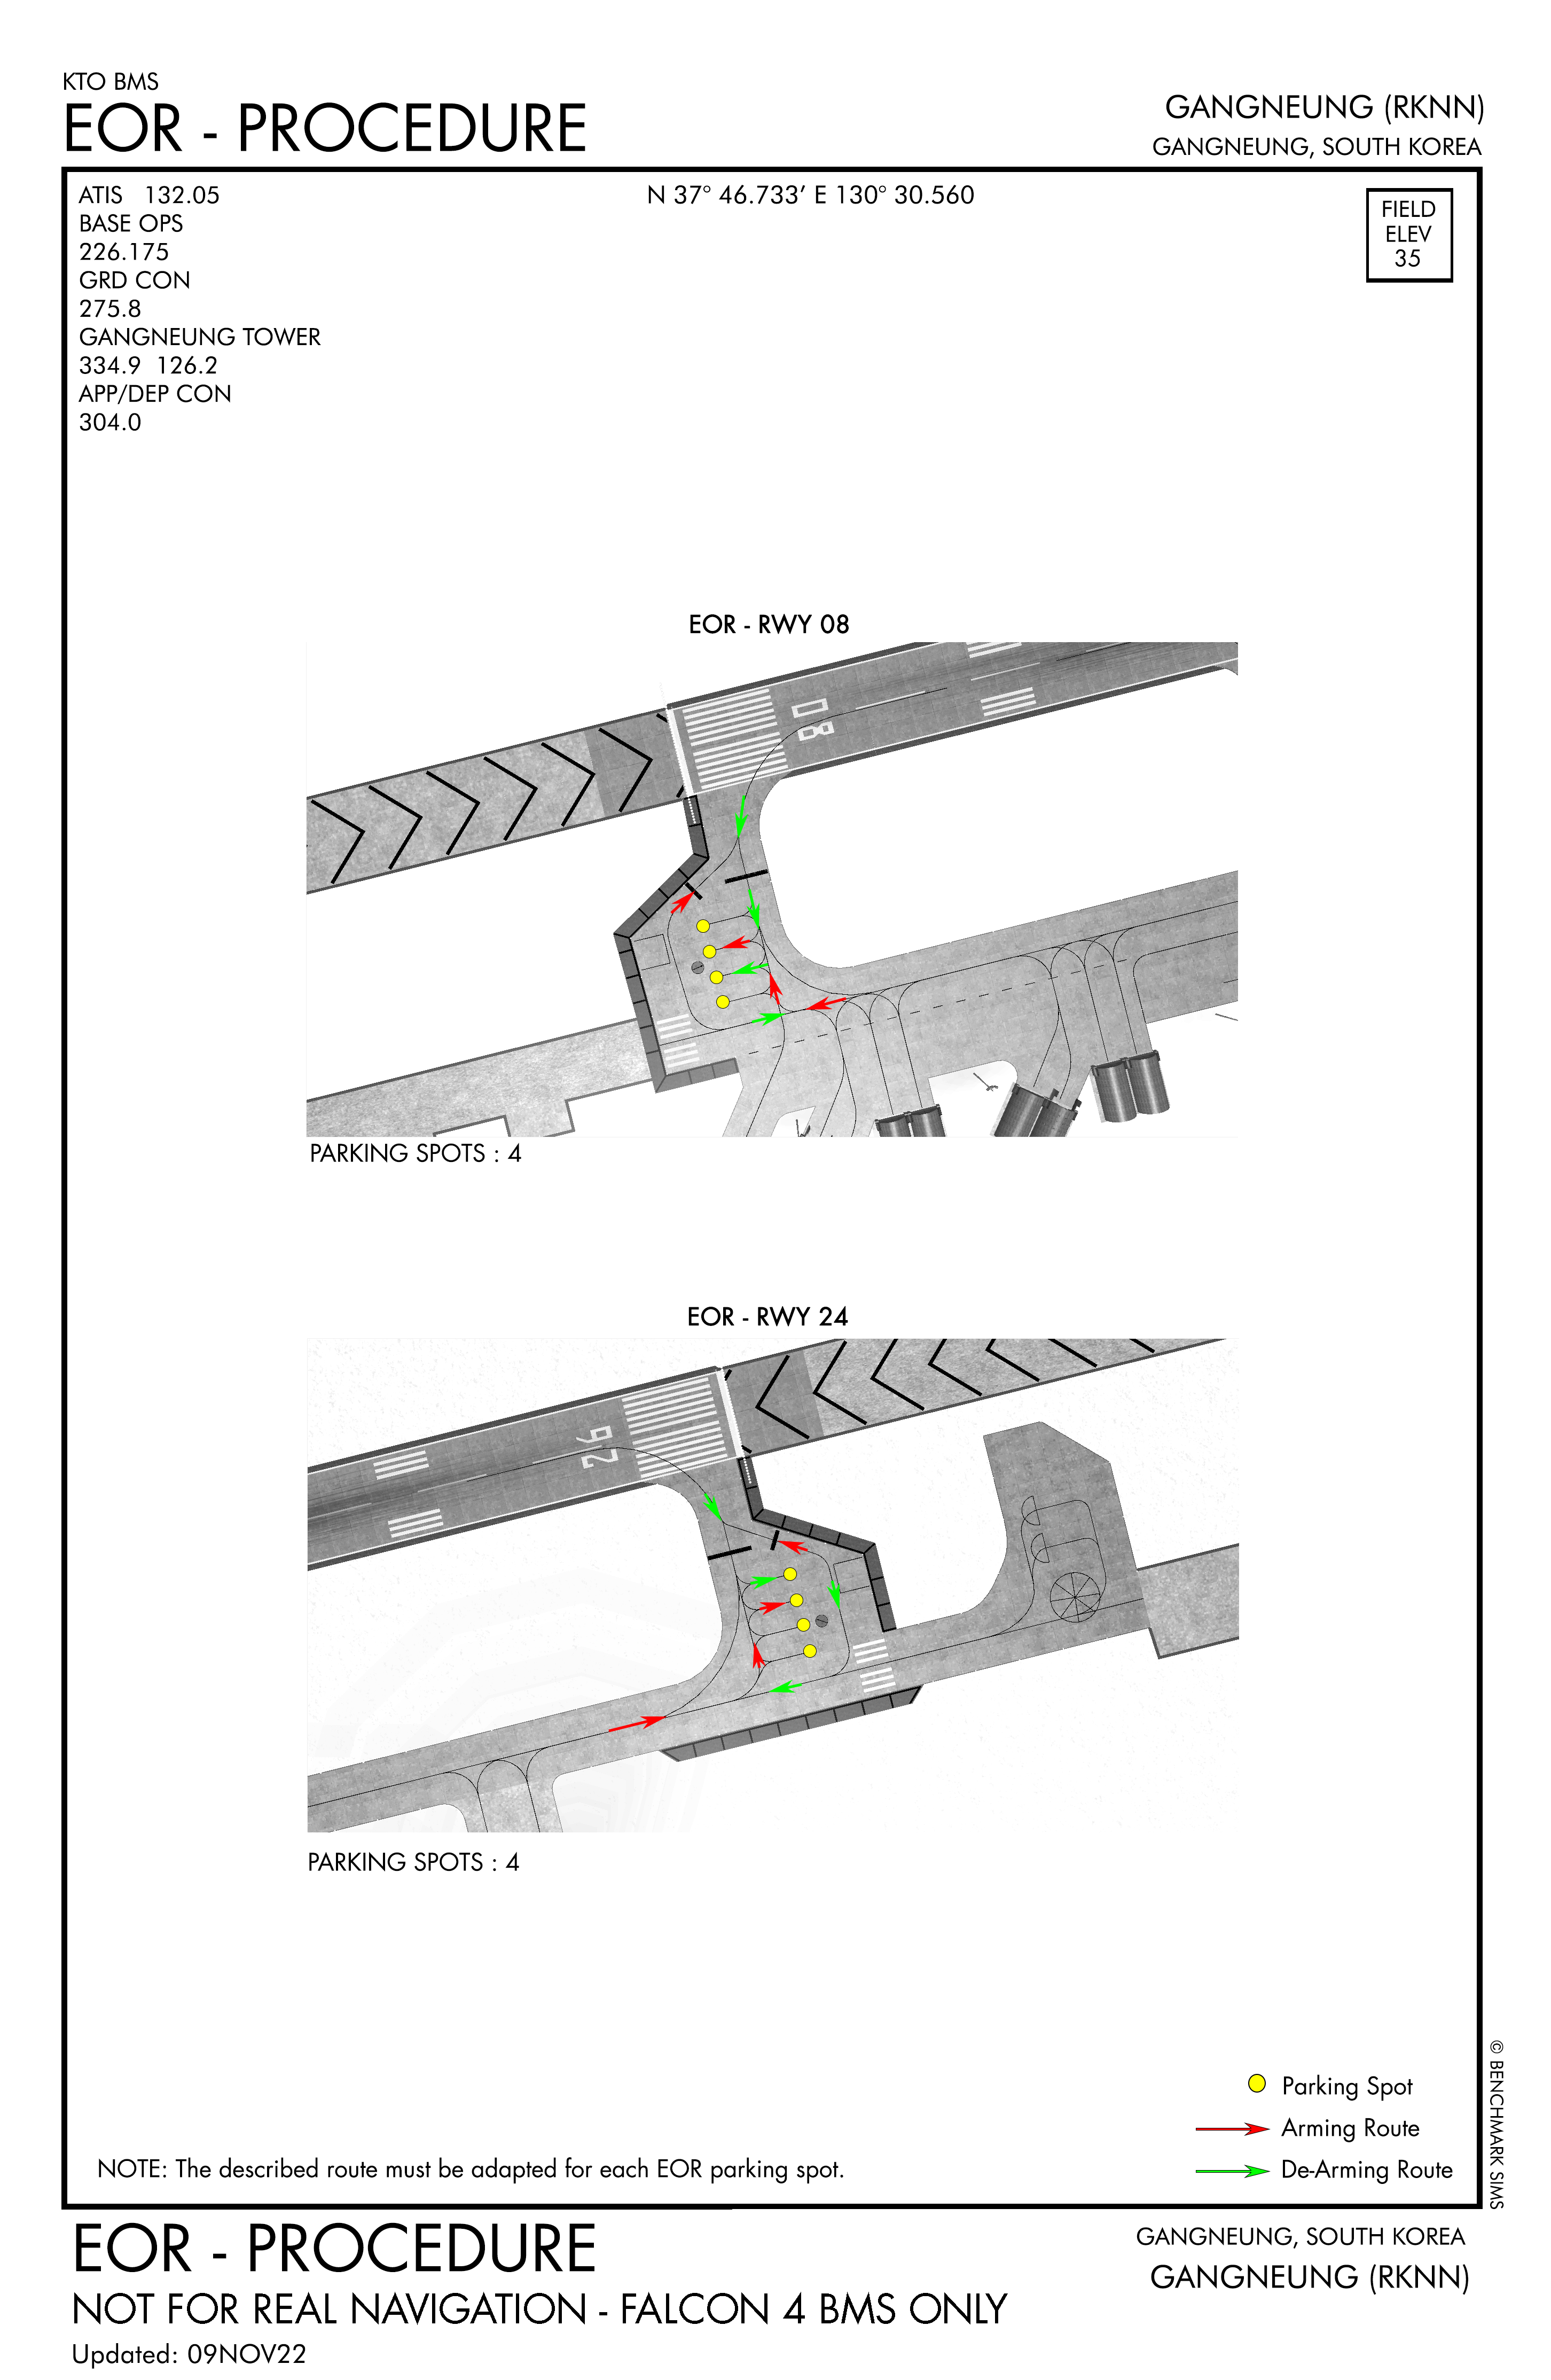 KTO BMS
EOR - PROCEDURE
GANGNEUNG (RKNN)
GANGNEUNG, SOUTH KOREA
ATIS 132.05
BASE OPS
226.175
GRD CON
275.8
GANGNEUNG TOWER
334.9 126.2
APP/DEP CON
304.0
N 37° 46.733′ E 130° 30.560
FIELD
ELEV
35
EOR - RWY 08
08
PARKING SPOTS : 4
EOR - RWY 24
26
PARKING SPOTS : 4
Parking Spot
Arming Route
De-Arming Route
NOTE: The described route must be adapted for each EOR parking spot.
© BENCHMARK SIMS
EOR - PROCEDURE
NOT FOR REAL NAVIGATION - FALCON 4 BMS ONLY
Updated: 09NOV22
GANGNEUNG, SOUTH KOREA
GANGNEUNG (RKNN)